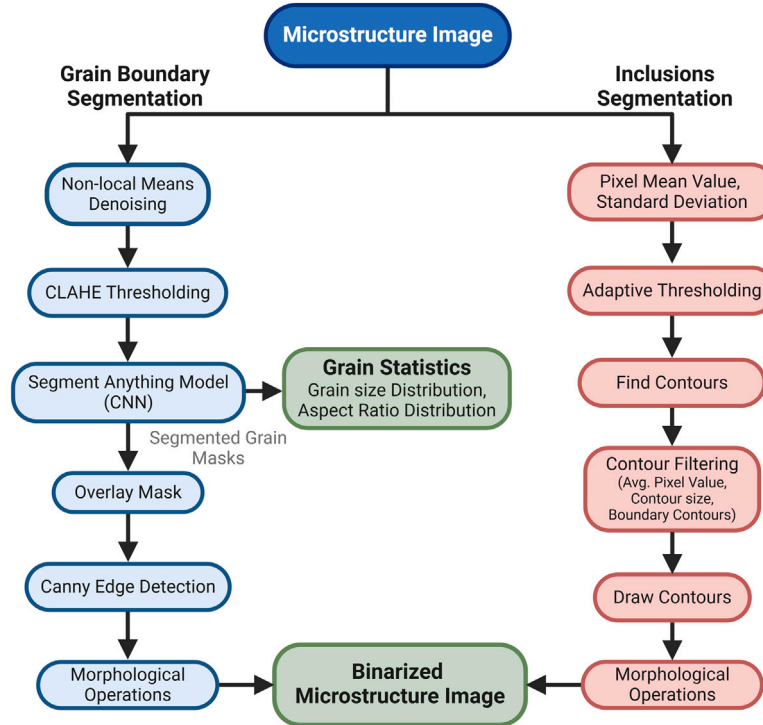 Microstructure Image
Grain Boundary
Segmentation
Inclusions
Segmentation
Non-local Means
Denoising
Pixel Mean Value,
Standard Deviation
CLAHE Thresholding
Adaptive Thresholding
Segment Anything Model
(CNN)
Grain Statistics
Grain size Distribution,
Aspect Ratio Distribution
Find Contours
Segmented Grain
Masks
Contour Filtering
(Avg. Pixel Value,
Contour size,
Boundary Contours)
Overlay Mask
Canny Edge Detection
Draw Contours
Morphological
Operations
Binarized
Microstructure Image
Morphological
Operations